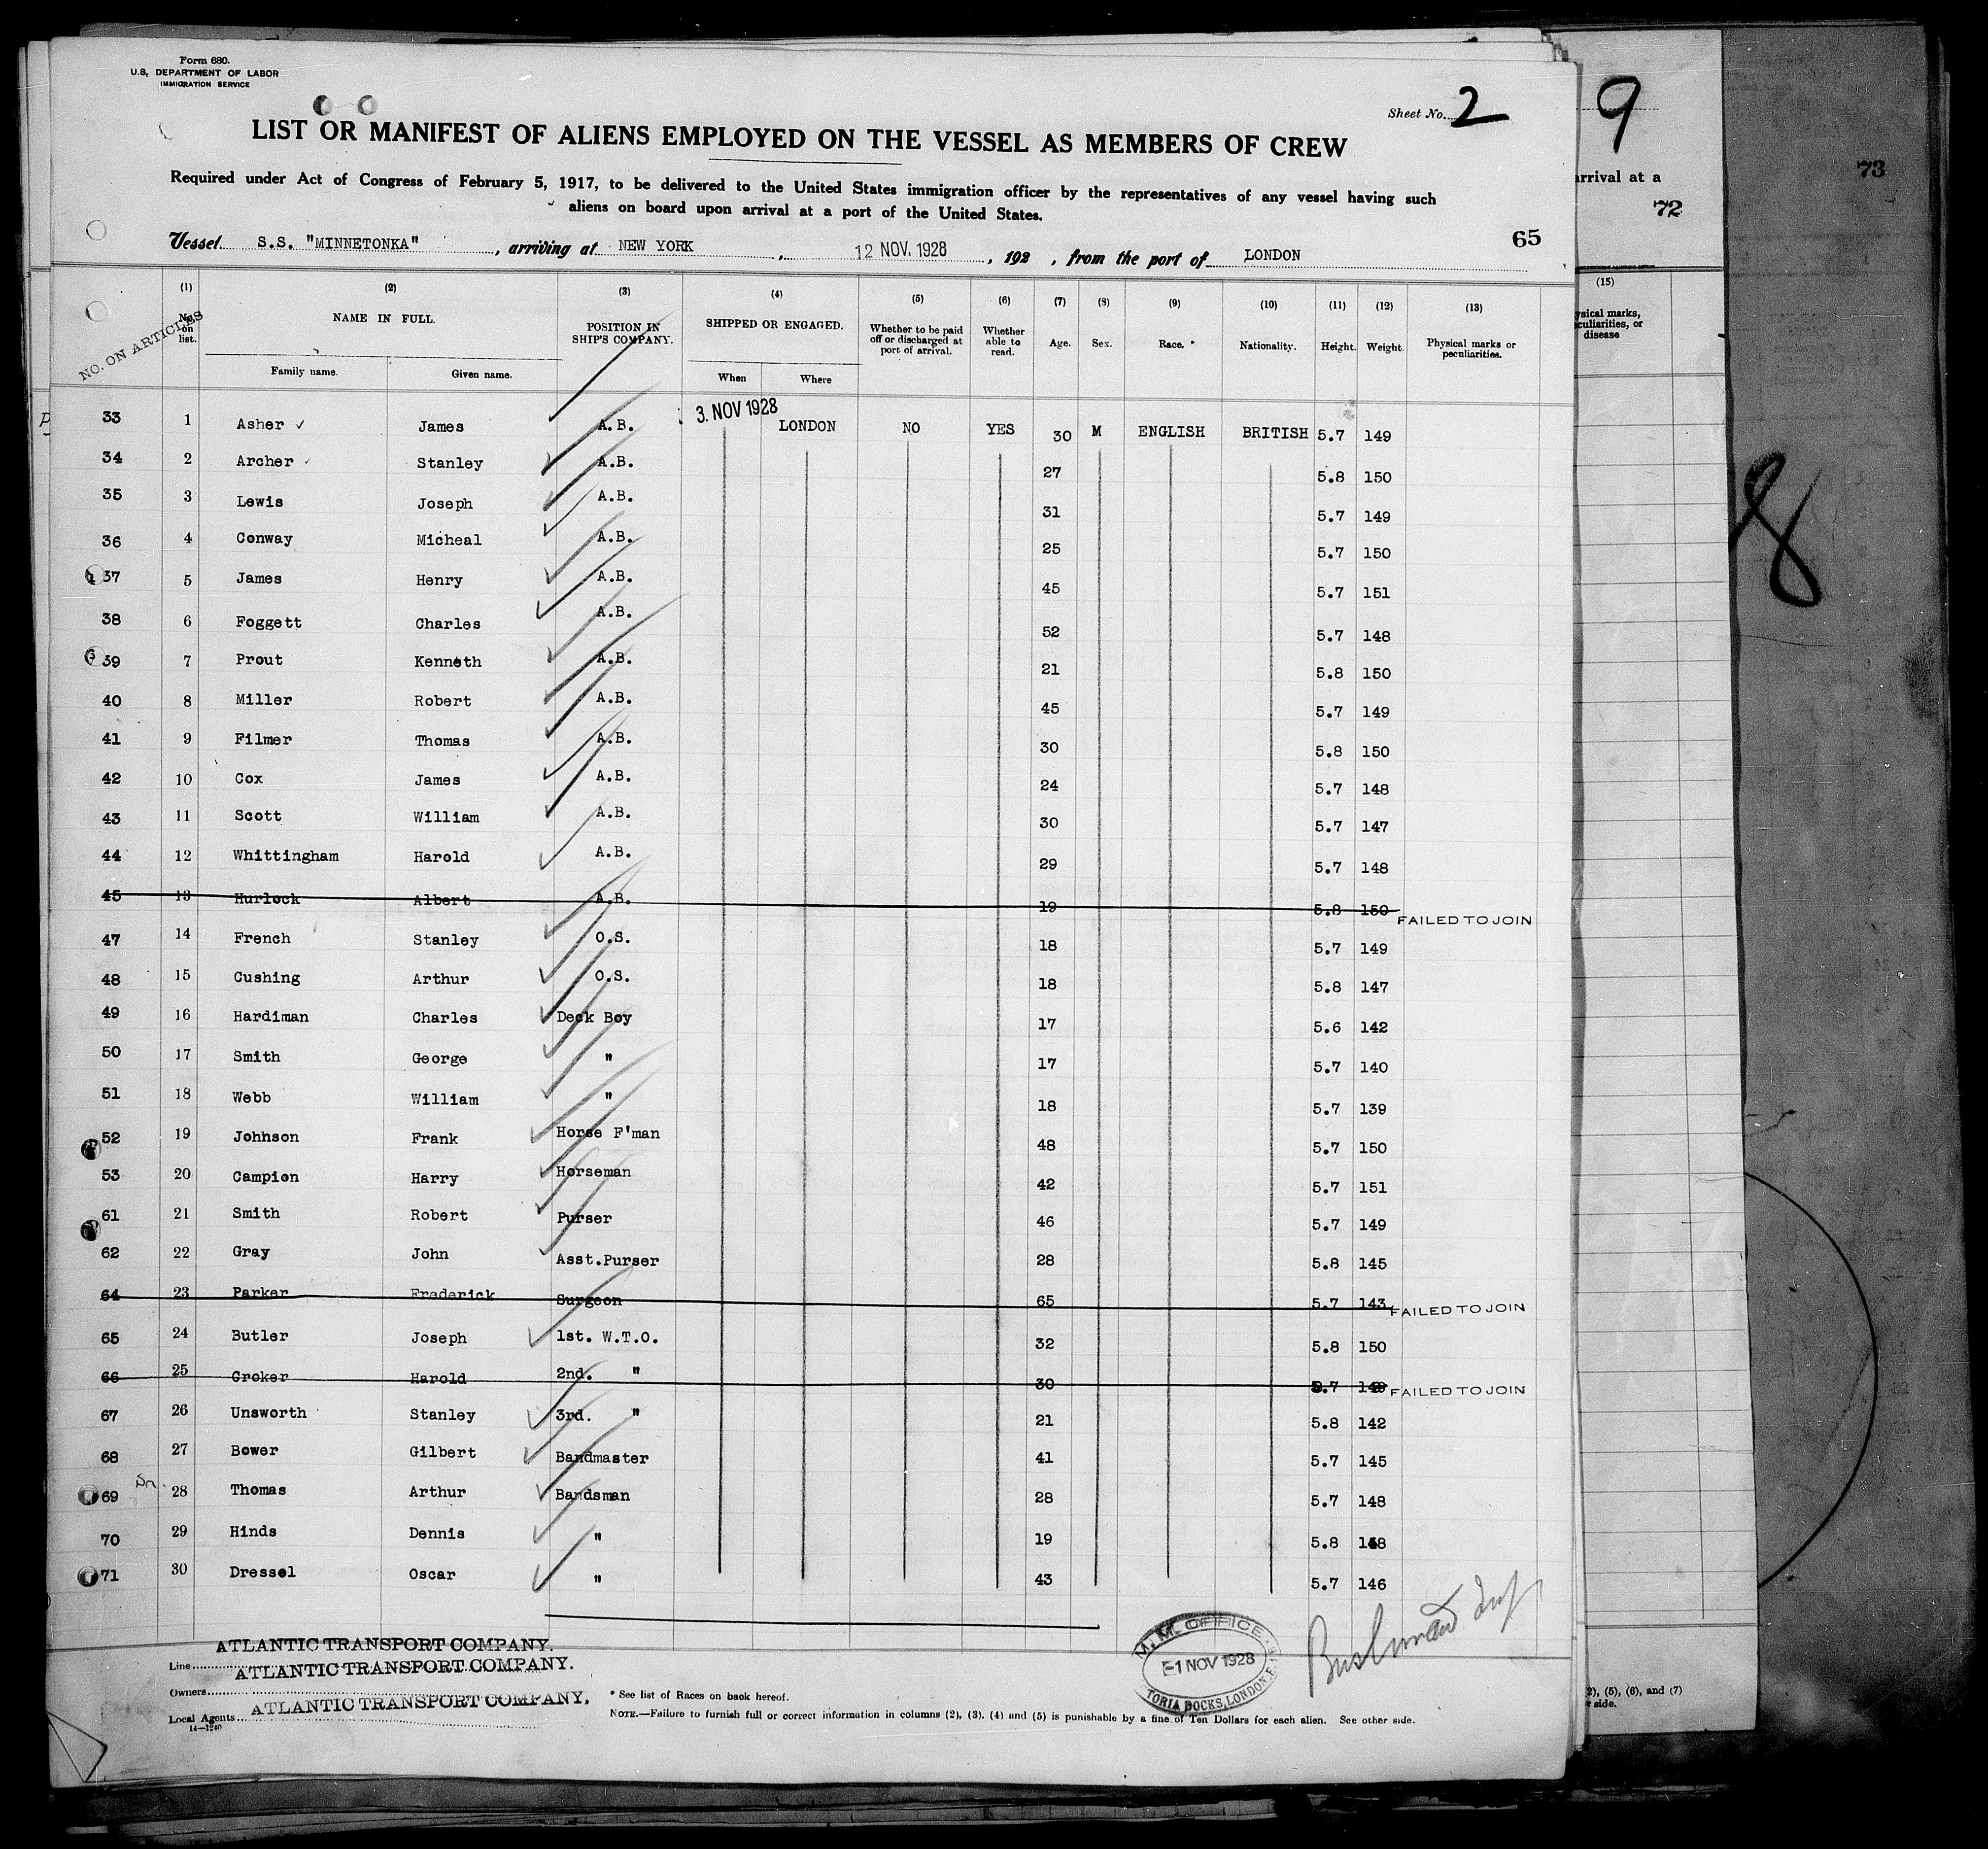 Form 680.
U.S. DEPARTMENT OF LABOR
IMMIGRATION SERVICE
Sheet No. 2
LIST OR MANIFEST OF ALIENS EMPLOYED ON THE VESSEL AS MEMBERS OF CREW
Required under Act of Congress of February 5, 1917, to be delivered to the United States immigration officer by the representatives of any vessel having such
aliens on board upon arrival at a port of the United States.
65
Vessel S.S. "MINNETONKA", arriving at NEW YORK, 12 NOV. 1928, 192 , from the port of LONDON
NO. ON ARTICLES
(1) (2) (3) (4) (5) (6) (7) (8) (9) (10) (11) (12) (13)
No. on list. NAME IN FULL. POSITION IN SHIP'S COMPANY. SHIPPED OR ENGAGED. Whether to be paid off or discharged at port of arrival. Whether able to read. Age. Sex. Race. * Nationality. Height. Weight. Physical marks or peculiarities.
Family name. Given name. When Where
33 1 Asher James A.B. 3. NOV 1928 LONDON NO YES 30 M ENGLISH BRITISH 5.7 149
34 2 Archer Stanley A.B. 27 5.8 150
35 3 Lewis Joseph A.B. 31 5.7 149
36 4 Conway Micheal A.B. 25 5.7 150
37 5 James Henry A.B. 45 5.7 151
38 6 Foggett Charles A.B. 52 5.7 148
39 7 Prout Kenneth A.B. 21 5.8 150
40 8 Miller Robert A.B. 45 5.7 149
41 9 Filmer Thomas A.B. 30 5.8 150
42 10 Cox James A.B. 24 5.7 148
43 11 Scott William A.B. 30 5.7 147
44 12 Whittingham Harold A.B. 29 5.7 148
45 13 Hurlock Albert A.B. 19 5.8 150 FAILED TO JOIN
47 14 French Stanley O.S. 18 5.7 149
48 15 Cushing Arthur O.S. 18 5.8 147
49 16 Hardiman Charles Deck Boy 17 5.6 142
50 17 Smith George " 17 5.7 140
51 18 Webb William " 18 5.7 139
52 19 Johnson Frank Horse F'man 48 5.7 150
53 20 Campion Harry Horseman 42 5.7 151
61 21 Smith Robert Purser 46 5.7 149
62 22 Gray John Asst.Purser 28 5.8 145
64 23 Parker Frederick Surgeon 65 5.7 143 FAILED TO JOIN
65 24 Butler Joseph 1st. W.T.O. 32 5.8 150
66 25 Croker Harold 2nd. " 30 5.7 149 FAILED TO JOIN
67 26 Unsworth Stanley 3rd. " 21 5.8 142
68 27 Bower Gilbert Bandmaster 41 5.7 145
69 28 Thomas Arthur Bandsman 28 5.7 148
70 29 Hinds Dennis " 19 5.8 148
71 30 Dressel Oscar " 43 5.7 146
Line ATLANTIC TRANSPORT COMPANY.
Owners ATLANTIC TRANSPORT COMPANY.
Local Agents ATLANTIC TRANSPORT COMPANY.
14—1240
* See list of Races on back hereof.
NOTE.—Failure to furnish full or correct information in columns (2), (3), (4) and (5) is punishable by a fine of Ten Dollars for each alien. See other side.
M. M. OFFICE
-1 NOV 1928
TORIA DOCKS, LONDON. E.
9
arrival at a
72
(15)
ysical marks,
culiarities, or
disease
2), (5), (6), and (7)
side.
73
8